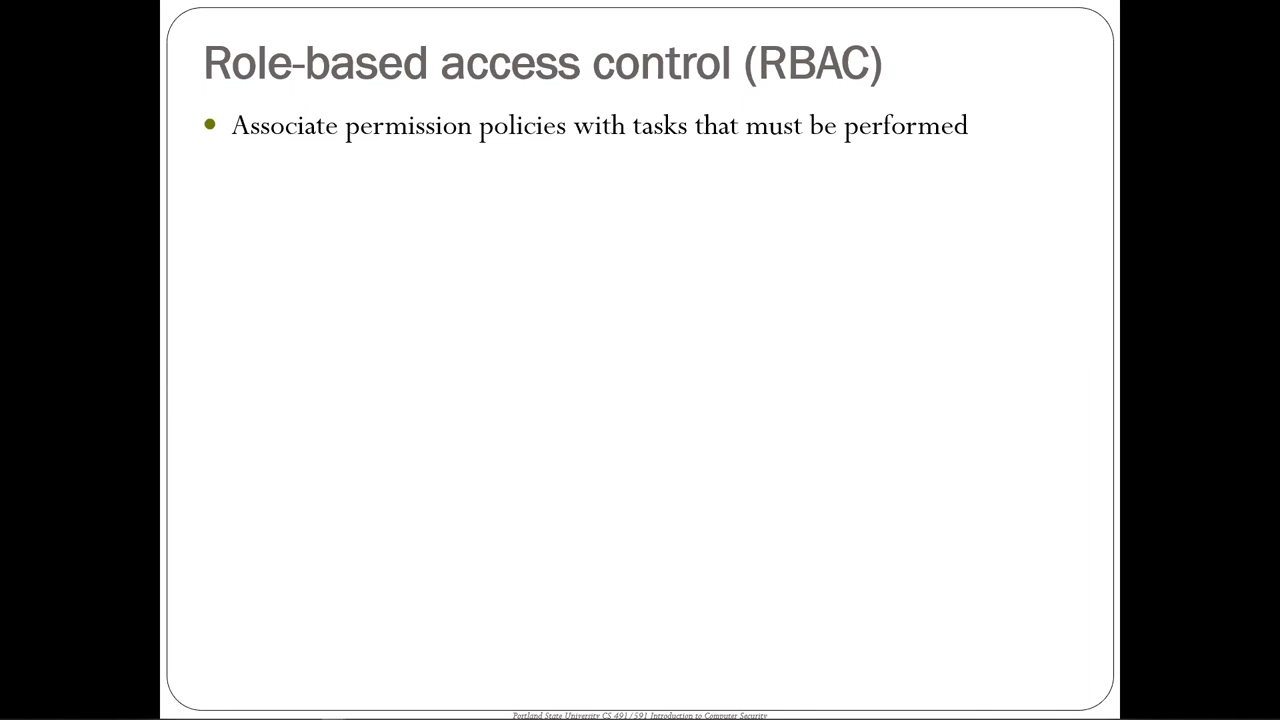 Role-based access control (RBAC)
• Associate permission policies with tasks that must be performed
Portland State University CS 491/591 Introduction to Computer Security